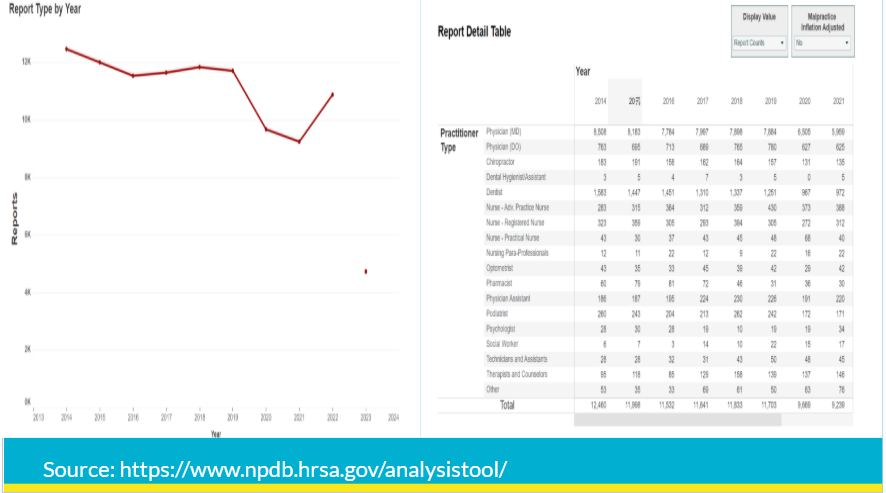 Report Type by Year
12K
10K
8K
6K
4K
2K
0K
Reports
2013 2014 2015 2016 2017 2018 2019 2020 2021 2022 2023 2024
Year
Report Detail Table
Display Value
Report Counts
Malpractice
Inflation Adjusted
No
Year
2014 2016 2017 2018 2019 2020 2021
Practitioner
Type
Physician (MD) 8,508 8,183 7,784 7,997 7,898 7,884 6,505 5,959
Physician (DO) 763 695 713 689 765 780 627 625
Chiropractor 183 191 158 162 164 157 131 135
Dental Hygienist/Assistant 3 5 4 7 3 5 0 5
Dentist 1,583 1,447 1,451 1,310 1,337 1,251 967 972
Nurse - Adv. Practice Nurse 283 315 364 312 359 430 373 388
Nurse - Registered Nurse 323 359 305 293 394 305 272 312
Nurse - Practical Nurse 43 30 37 43 45 48 68 40
Nursing Para-Professionals 12 11 22 12 9 22 16 22
Optometrist 43 35 33 45 39 42 29 42
Pharmacist 60 79 81 72 46 31 36 30
Physician Assistant 186 187 195 224 230 226 191 220
Podiatrist 260 243 204 213 262 242 172 171
Psychologist 28 30 28 19 10 19 19 34
Social Worker 6 7 3 14 10 22 15 17
Technicians and Assistants 28 28 32 31 43 50 48 45
Therapists and Counselors 95 118 85 129 158 139 137 146
Other 53 35 33 69 61 50 63 76
Total 12,460 11,998 11,532 11,641 11,833 11,703 9,669 9,239
Source: https://www.npdb.hrsa.gov/analysistool/